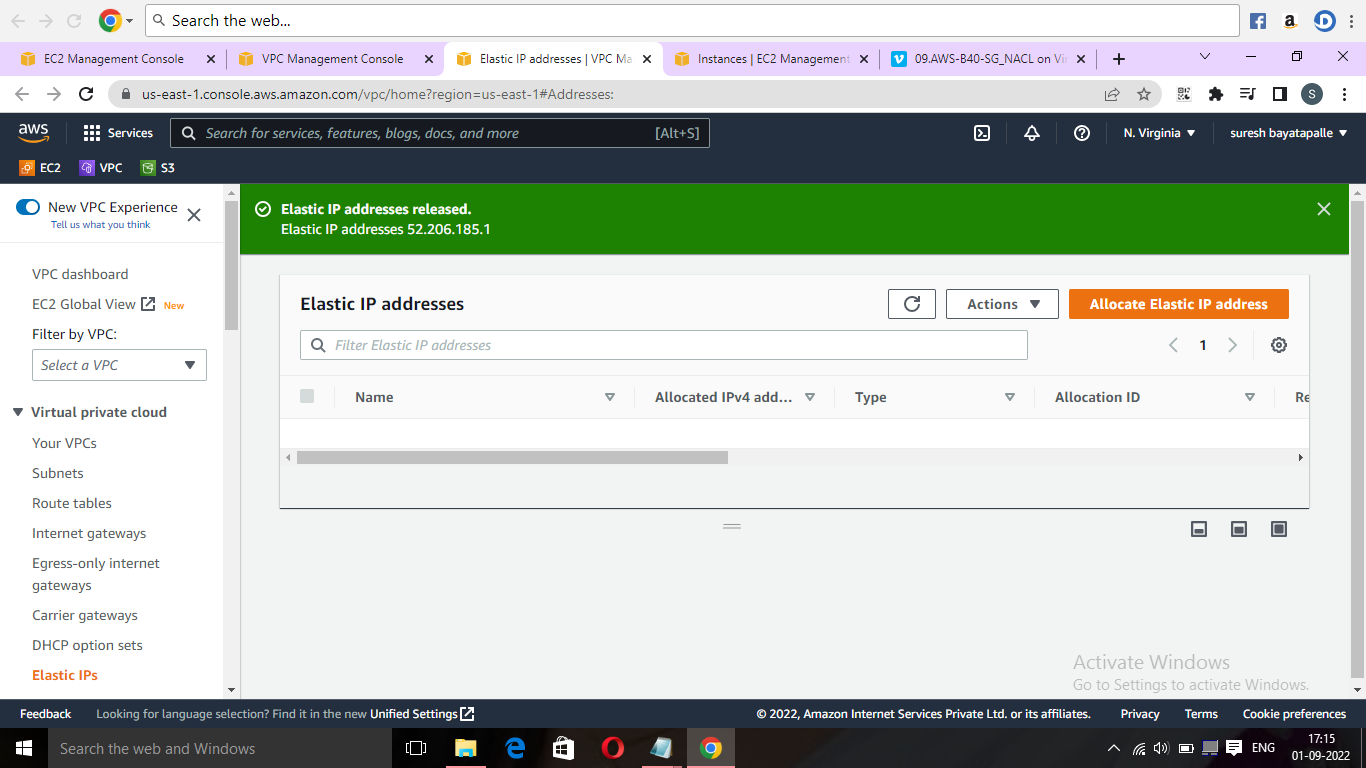 Search the web...
EC2 Management Console
VPC Management Console
Elastic IP addresses | VPC Ma
Instances | EC2 Management
09.AWS-B40-SG_NACL on Vi
us-east-1.console.aws.amazon.com/vpc/home?region=us-east-1#Addresses:
S
aws
Services
Search for services, features, blogs, docs, and more
[Alt+S]
N. Virginia
suresh bayatapalle
EC2
VPC
S3
New VPC Experience
Tell us what you think
Elastic IP addresses released.
Elastic IP addresses 52.206.185.1
VPC dashboard
EC2 Global View New
Filter by VPC:
Select a VPC
Virtual private cloud
Your VPCs
Subnets
Route tables
Internet gateways
Egress-only internet
gateways
Carrier gateways
DHCP option sets
Elastic IPs
Elastic IP addresses
Actions
Allocate Elastic IP address
Filter Elastic IP addresses
1
Name
Allocated IPv4 add...
Type
Allocation ID
Re
Activate Windows
Go to Settings to activate Windows.
Feedback
Looking for language selection? Find it in the new Unified Settings
© 2022, Amazon Internet Services Private Ltd. or its affiliates.
Privacy
Terms
Cookie preferences
Search the web and Windows
ENG
17:15
01-09-2022